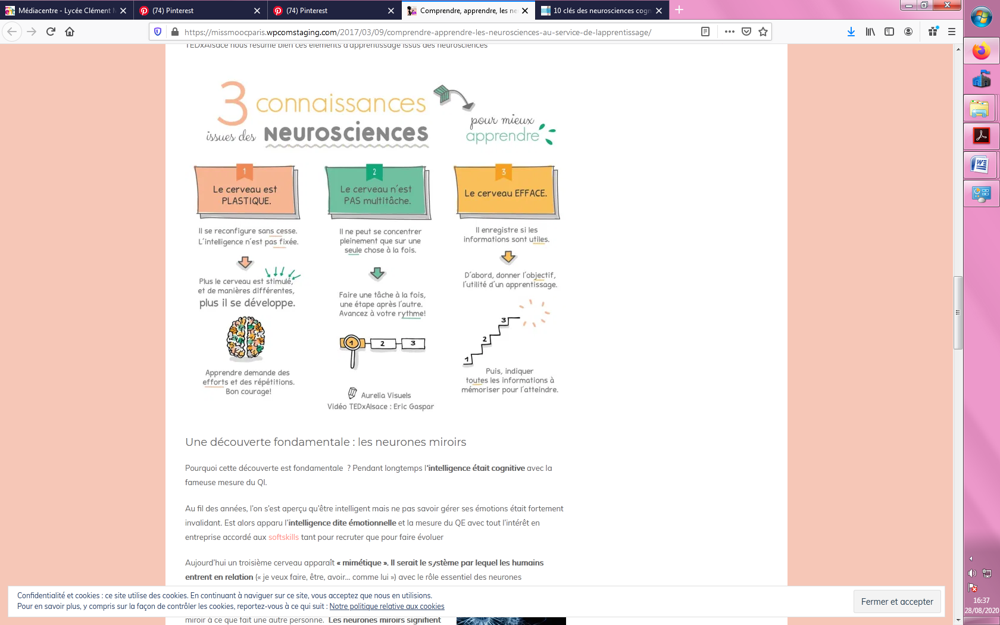 Médiacentre - Lycée Clément M
(74) Pinterest
(74) Pinterest
Comprendre, apprendre, les ne
10 clés des neurosciences cogn
https://missmoocparis.wpcomstaging.com/2017/03/09/comprendre-apprendre-les-neurosciences-au-service-de-lapprentissage/
TEDxAlsace nous résume bien ces éléments d'apprentissage issus des neurosciences
3 connaissances
issues des NEUROSCIENCES
pour mieux
apprendre
1
Le cerveau est
PLASTIQUE.
Il se reconfigure sans cesse.
L'intelligence n'est pas fixée.
Plus le cerveau est stimulé,
et de manières différentes,
plus il se développe.
Apprendre demande des
efforts et des répétitions.
Bon courage!
2
Le cerveau n'est
PAS multitâche.
Il ne peut se concentrer
pleinement que sur une
seule chose à la fois.
Faire une tâche à la fois,
une étape après l'autre.
Avancez à votre rythme!
1 2 3
Aurelia Visuels
Vidéo TEDxAlsace : Eric Gaspar
3
Le cerveau EFFACE.
Il enregistre si les
informations sont utiles.
D'abord, donner l'objectif,
l'utilité d'un apprentissage.
3
2
1
Puis, indiquer
toutes les informations à
mémoriser pour l'atteindre.
Une découverte fondamentale : les neurones miroirs
Pourquoi cette découverte est fondamentale  ? Pendant longtemps l'intelligence était cognitive avec la
fameuse mesure du QI.
Au fil des années, l'on s'est aperçu qu'être intelligent mais ne pas savoir gérer ses émotions était fortement
invalidant. Est alors apparu l'intelligence dite émotionnelle et la mesure du QE avec tout l'intérêt en
entreprise accordé aux softskills tant pour recruter que pour faire évoluer
Aujourd'hui un troisième cerveau apparaît « mimétique ». Il serait le système par lequel les humains
entrent en relation (« je veux faire, être, avoir... comme lui ») avec le rôle essentiel des neurones
Confidentialité et cookies : ce site utilise des cookies. En continuant à naviguer sur ce site, vous acceptez que nous en utilisions.
Pour en savoir plus, y compris sur la façon de contrôler les cookies, reportez-vous à ce qui suit : Notre politique relative aux cookies
Fermer et accepter
miroir à ce que fait une autre personne.  Les neurones miroirs signifient
16:37
28/08/2020